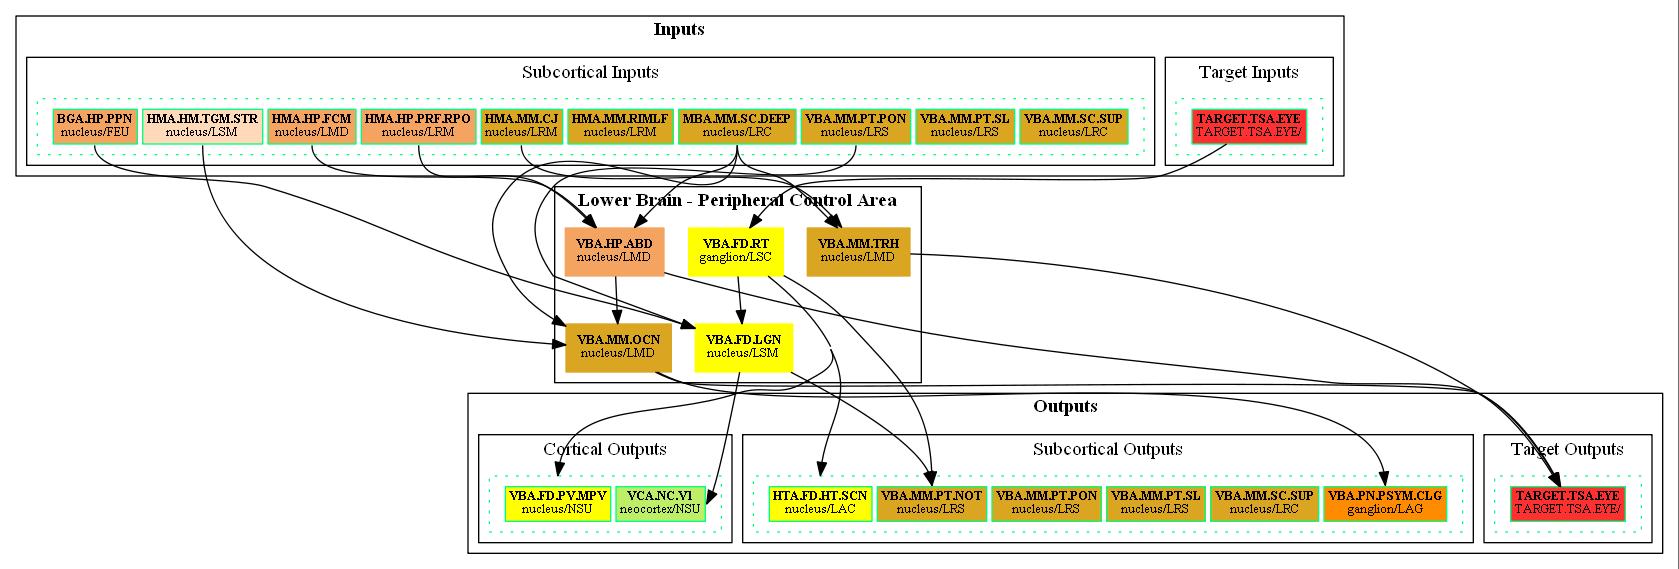 Inputs
Subcortical Inputs
Target Inputs
BGA.HP.PPN
nucleus/FEU
HMA.HM.TGM.STR
nucleus/LSM
HMA.HP.FCM
nucleus/LMD
HMA.HP.PRF.RPO
nucleus/LRM
HMA.MM.CJ
nucleus/LRM
HMA.MM.RIMLF
nucleus/LRM
MBA.MM.SC.DEEP
nucleus/LRC
VBA.MM.PT.PON
nucleus/LRS
VBA.MM.PT.SL
nucleus/LRS
VBA.MM.SC.SUP
nucleus/LRC
TARGET.TSA.EYE
TARGET.TSA.EYE/
Lower Brain - Peripheral Control Area
VBA.HP.ABD
nucleus/LMD
VBA.FD.RT
ganglion/LSC
VBA.MM.TRH
nucleus/LMD
VBA.MM.OCN
nucleus/LMD
VBA.FD.LGN
nucleus/LSM
Outputs
Cortical Outputs
Subcortical Outputs
Target Outputs
VBA.FD.PV.MPV
nucleus/NSU
VCA.NC.VI
neocortex/NSU
HTA.FD.HT.SCN
nucleus/LAC
VBA.MM.PT.NOT
nucleus/LRS
VBA.MM.PT.PON
nucleus/LRS
VBA.MM.PT.SL
nucleus/LRS
VBA.MM.SC.SUP
nucleus/LRC
VBA.PN.PSYM.CLG
ganglion/LAG
TARGET.TSA.EYE
TARGET.TSA.EYE/